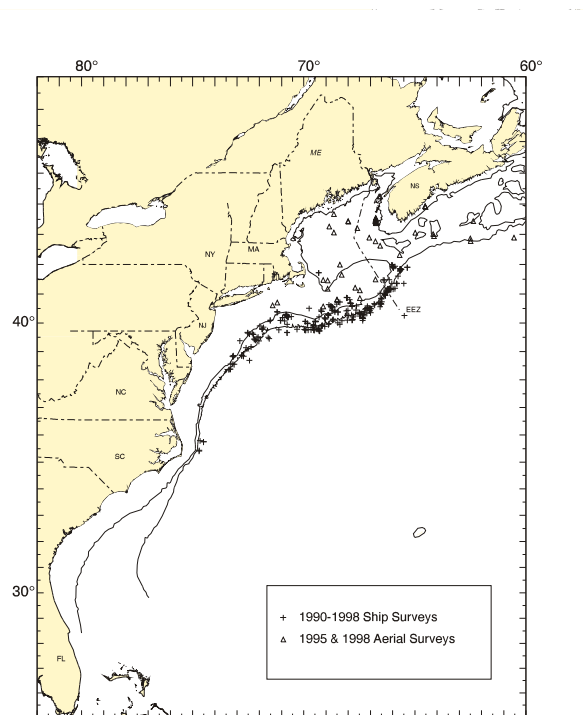 80° 70° 60°
ME
NS
NY
MA
EEZ
40°
NJ
NC
SC
30°
1990-1998 Ship Surveys
1995 & 1998 Aerial Surveys
FL